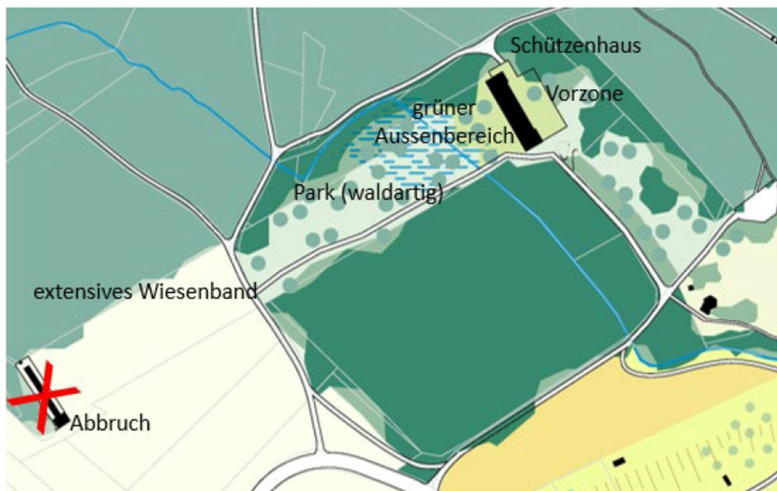 Schützenhaus
Vorzone
grüner
Aussenbereich
Park (waldartig)
extensives Wiesenband
Abbruch